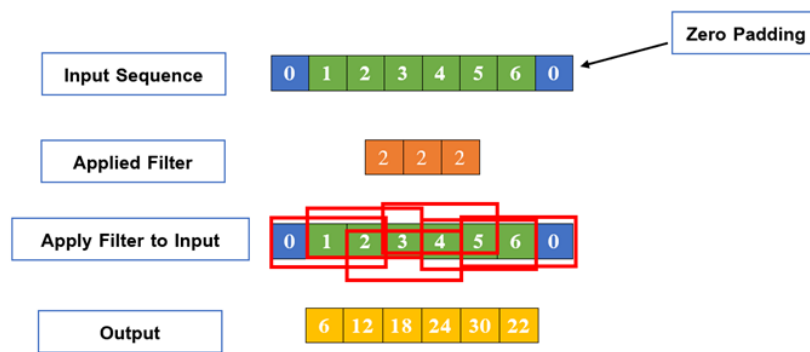 Zero Padding
Input Sequence
0 1 2 3 4 5 6 0
Applied Filter
2 2 2
Apply Filter to Input
0 1 2 3 4 5 6 0
Output
6 12 18 24 30 22